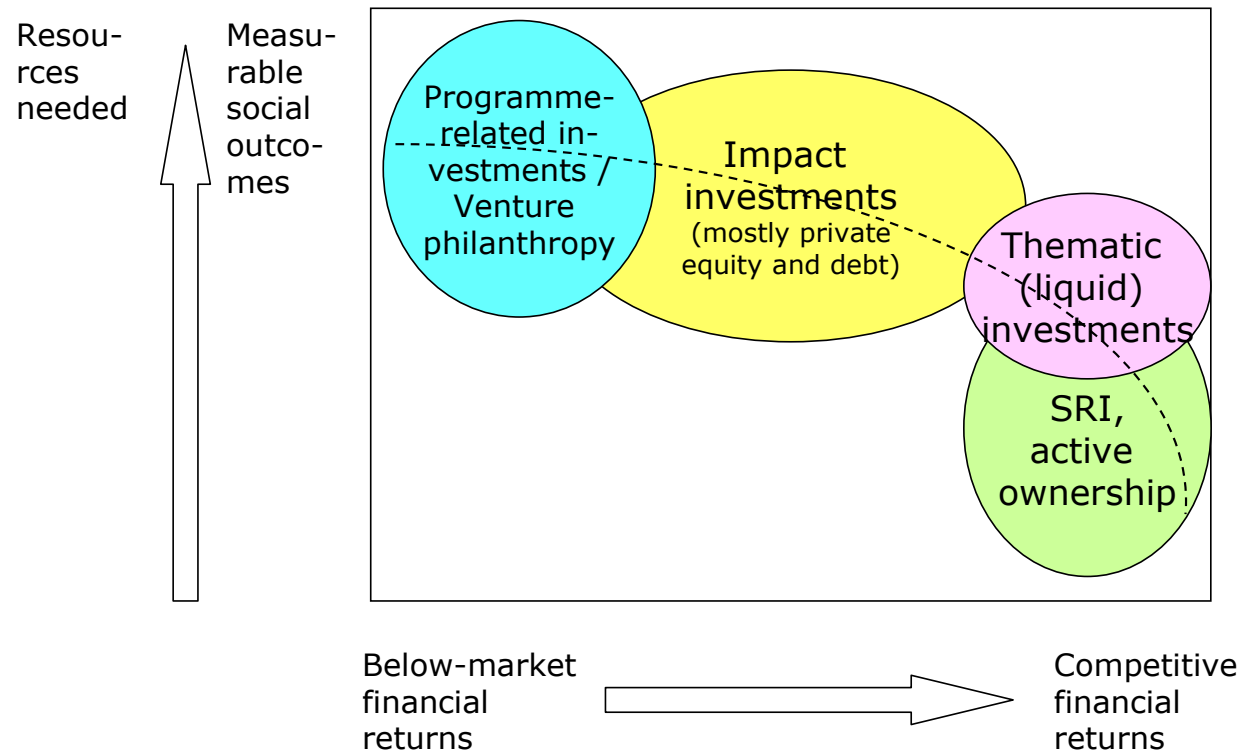 Resou-
rces
needed
Measu-
rable
social
outco-
mes
Programme-
related in-
vestments /
Venture
philanthropy
Impact
investments
(mostly private
equity and debt)
Thematic
(liquid)
investments
SRI,
active
ownership
Below-market
financial
returns
Competitive
financial
returns